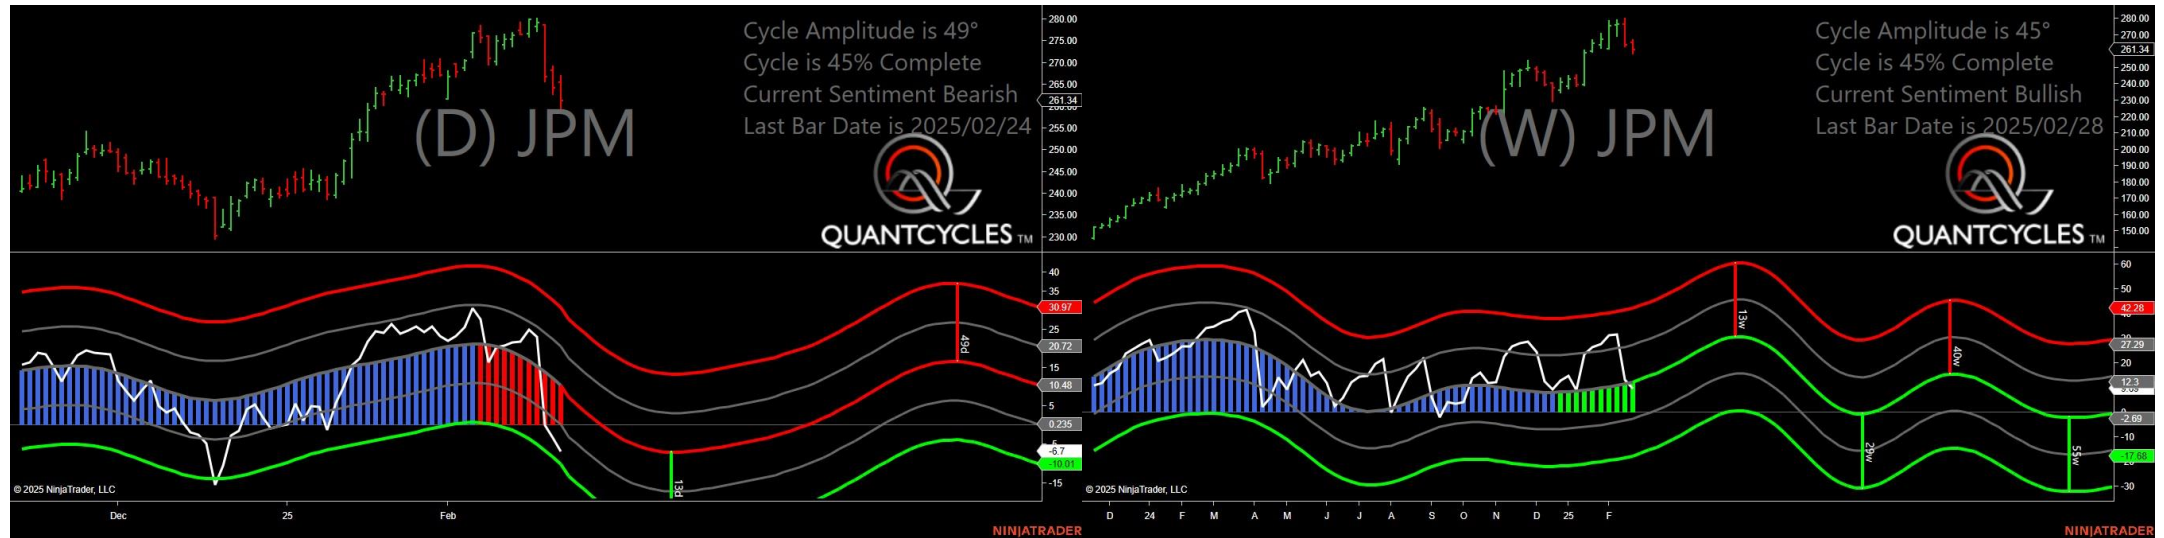 Cycle Amplitude is 49°
Cycle is 45% Complete
Current Sentiment Bearish
Last Bar Date is 2025/02/24
(D) JPM
QUANTCYCLES TM
280.00
275.00
270.00
265.00
261.34
260.00
255.00
250.00
245.00
240.00
235.00
230.00
40
35
30.97
25
20.72
15
10.48
5
0.235
-5
-6.7
-10.01
-15
49d
13d
© 2025 NinjaTrader, LLC
Dec
25
Feb
NINJATRADER
Cycle Amplitude is 45°
Cycle is 45% Complete
Current Sentiment Bullish
Last Bar Date is 2025/02/28
(W) JPM
QUANTCYCLES TM
280.00
270.00
261.34
250.00
240.00
230.00
220.00
210.00
200.00
190.00
180.00
170.00
160.00
150.00
60
50
42.28
30
27.29
20
12.3
-2.69
-10
-17.68
-30
13w
40w
29w
55w
© 2025 NinjaTrader, LLC
D 24 F M A M J J A S O N D 25 F
NINJATRADER